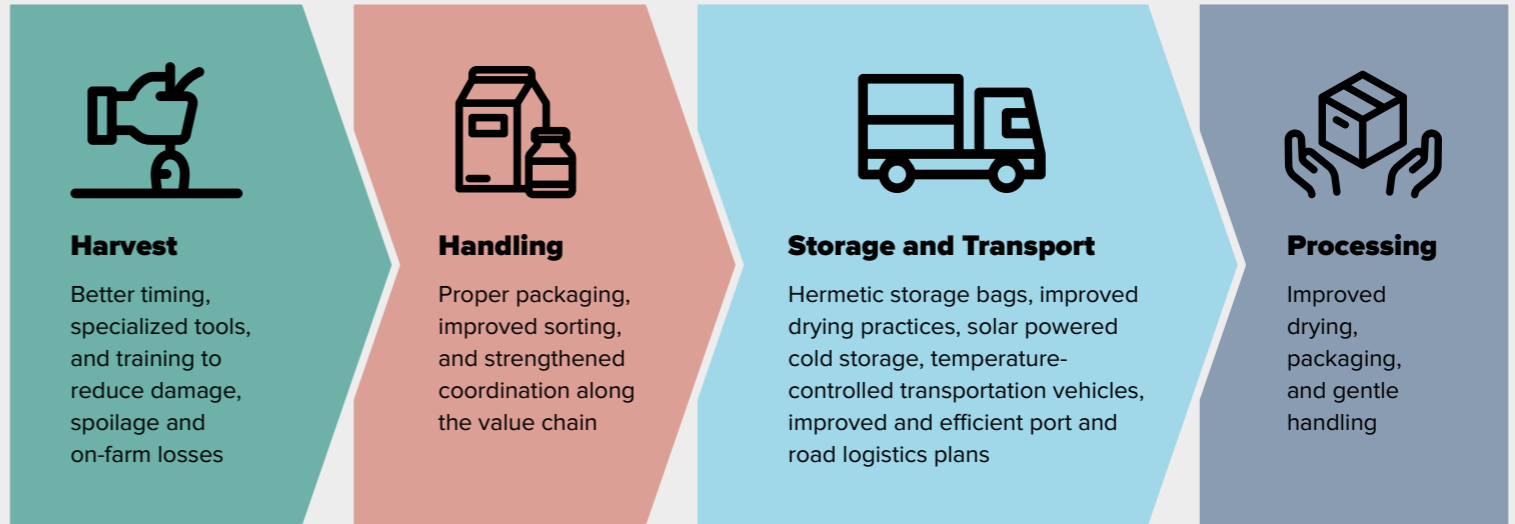 Harvest
Better timing,
specialized tools,
and training to
reduce damage,
spoilage and
on-farm losses
Handling
Proper packaging,
improved sorting,
and strengthened
coordination along
the value chain
Storage and Transport
Hermetic storage bags, improved
drying practices, solar powered
cold storage, temperature-
controlled transportation vehicles,
improved and efficient port and
road logistics plans
Processing
Improved
drying,
packaging,
and gentle
handling